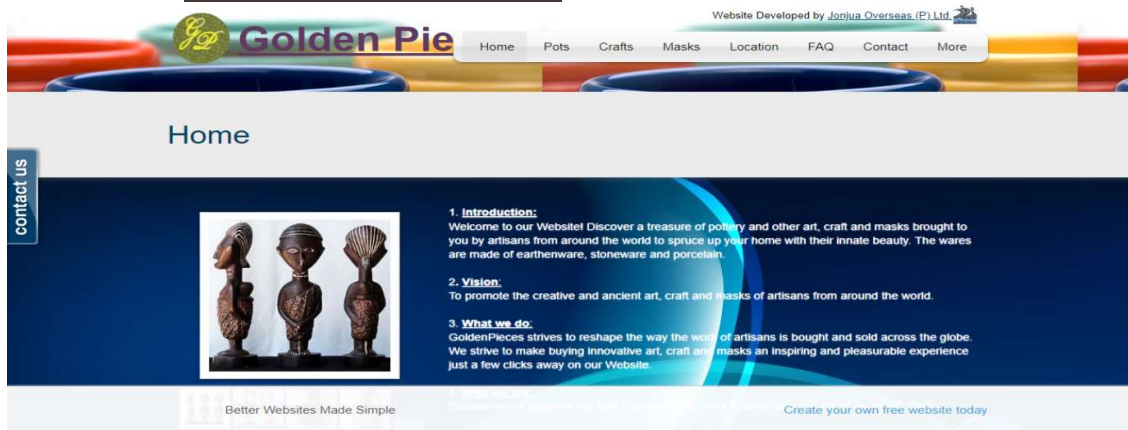 Website Developed by Jonjua Overseas (P) Ltd.
GP Golden Pie
Home Pots Crafts Masks Location FAQ Contact More
Home
contact us
1. Introduction:
Welcome to our Website! Discover a treasure of pottery and other art, craft and masks brought to
you by artisans from around the world to spruce up your home with their innate beauty. The wares
are made of earthenware, stoneware and porcelain.
2. Vision:
To promote the creative and ancient art, craft and masks of artisans from around the world.
3. What we do:
GoldenPieces strives to reshape the way the work of artisans is bought and sold across the globe.
We strive to make buying innovative art, craft and masks an inspiring and pleasurable experience
just a few clicks away on our Website.
Better Websites Made Simple
Create your own free website today